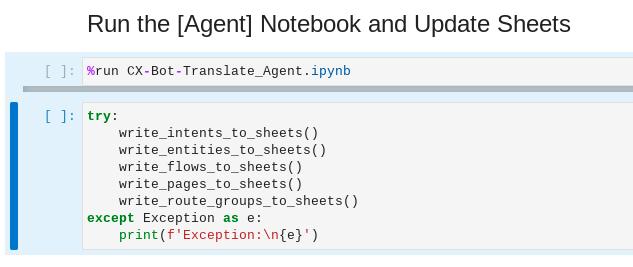 Run the [Agent] Notebook and Update Sheets
[ ]: %run CX-Bot-Translate_Agent.ipynb
[ ]: try:
    write_intents_to_sheets()
    write_entities_to_sheets()
    write_flows_to_sheets()
    write_pages_to_sheets()
    write_route_groups_to_sheets()
except Exception as e:
    print(f'Exception:\n{e}')